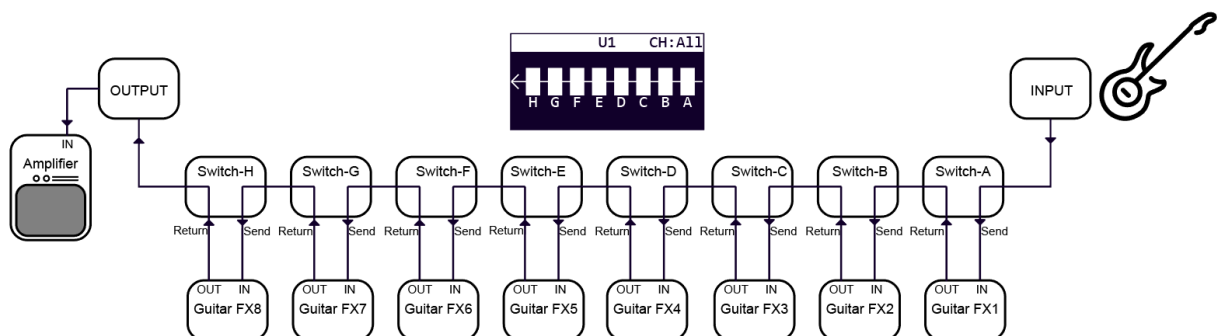 U1 CH:All
H G F E D C B A
OUTPUT
INPUT
IN
Amplifier
Switch-H Switch-G Switch-F Switch-E Switch-D Switch-C Switch-B Switch-A
Return Send Return Send Return Send Return Send Return Send Return Send Return Send Return Send
OUT IN OUT IN OUT IN OUT IN OUT IN OUT IN OUT IN OUT IN
Guitar FX8 Guitar FX7 Guitar FX6 Guitar FX5 Guitar FX4 Guitar FX3 Guitar FX2 Guitar FX1